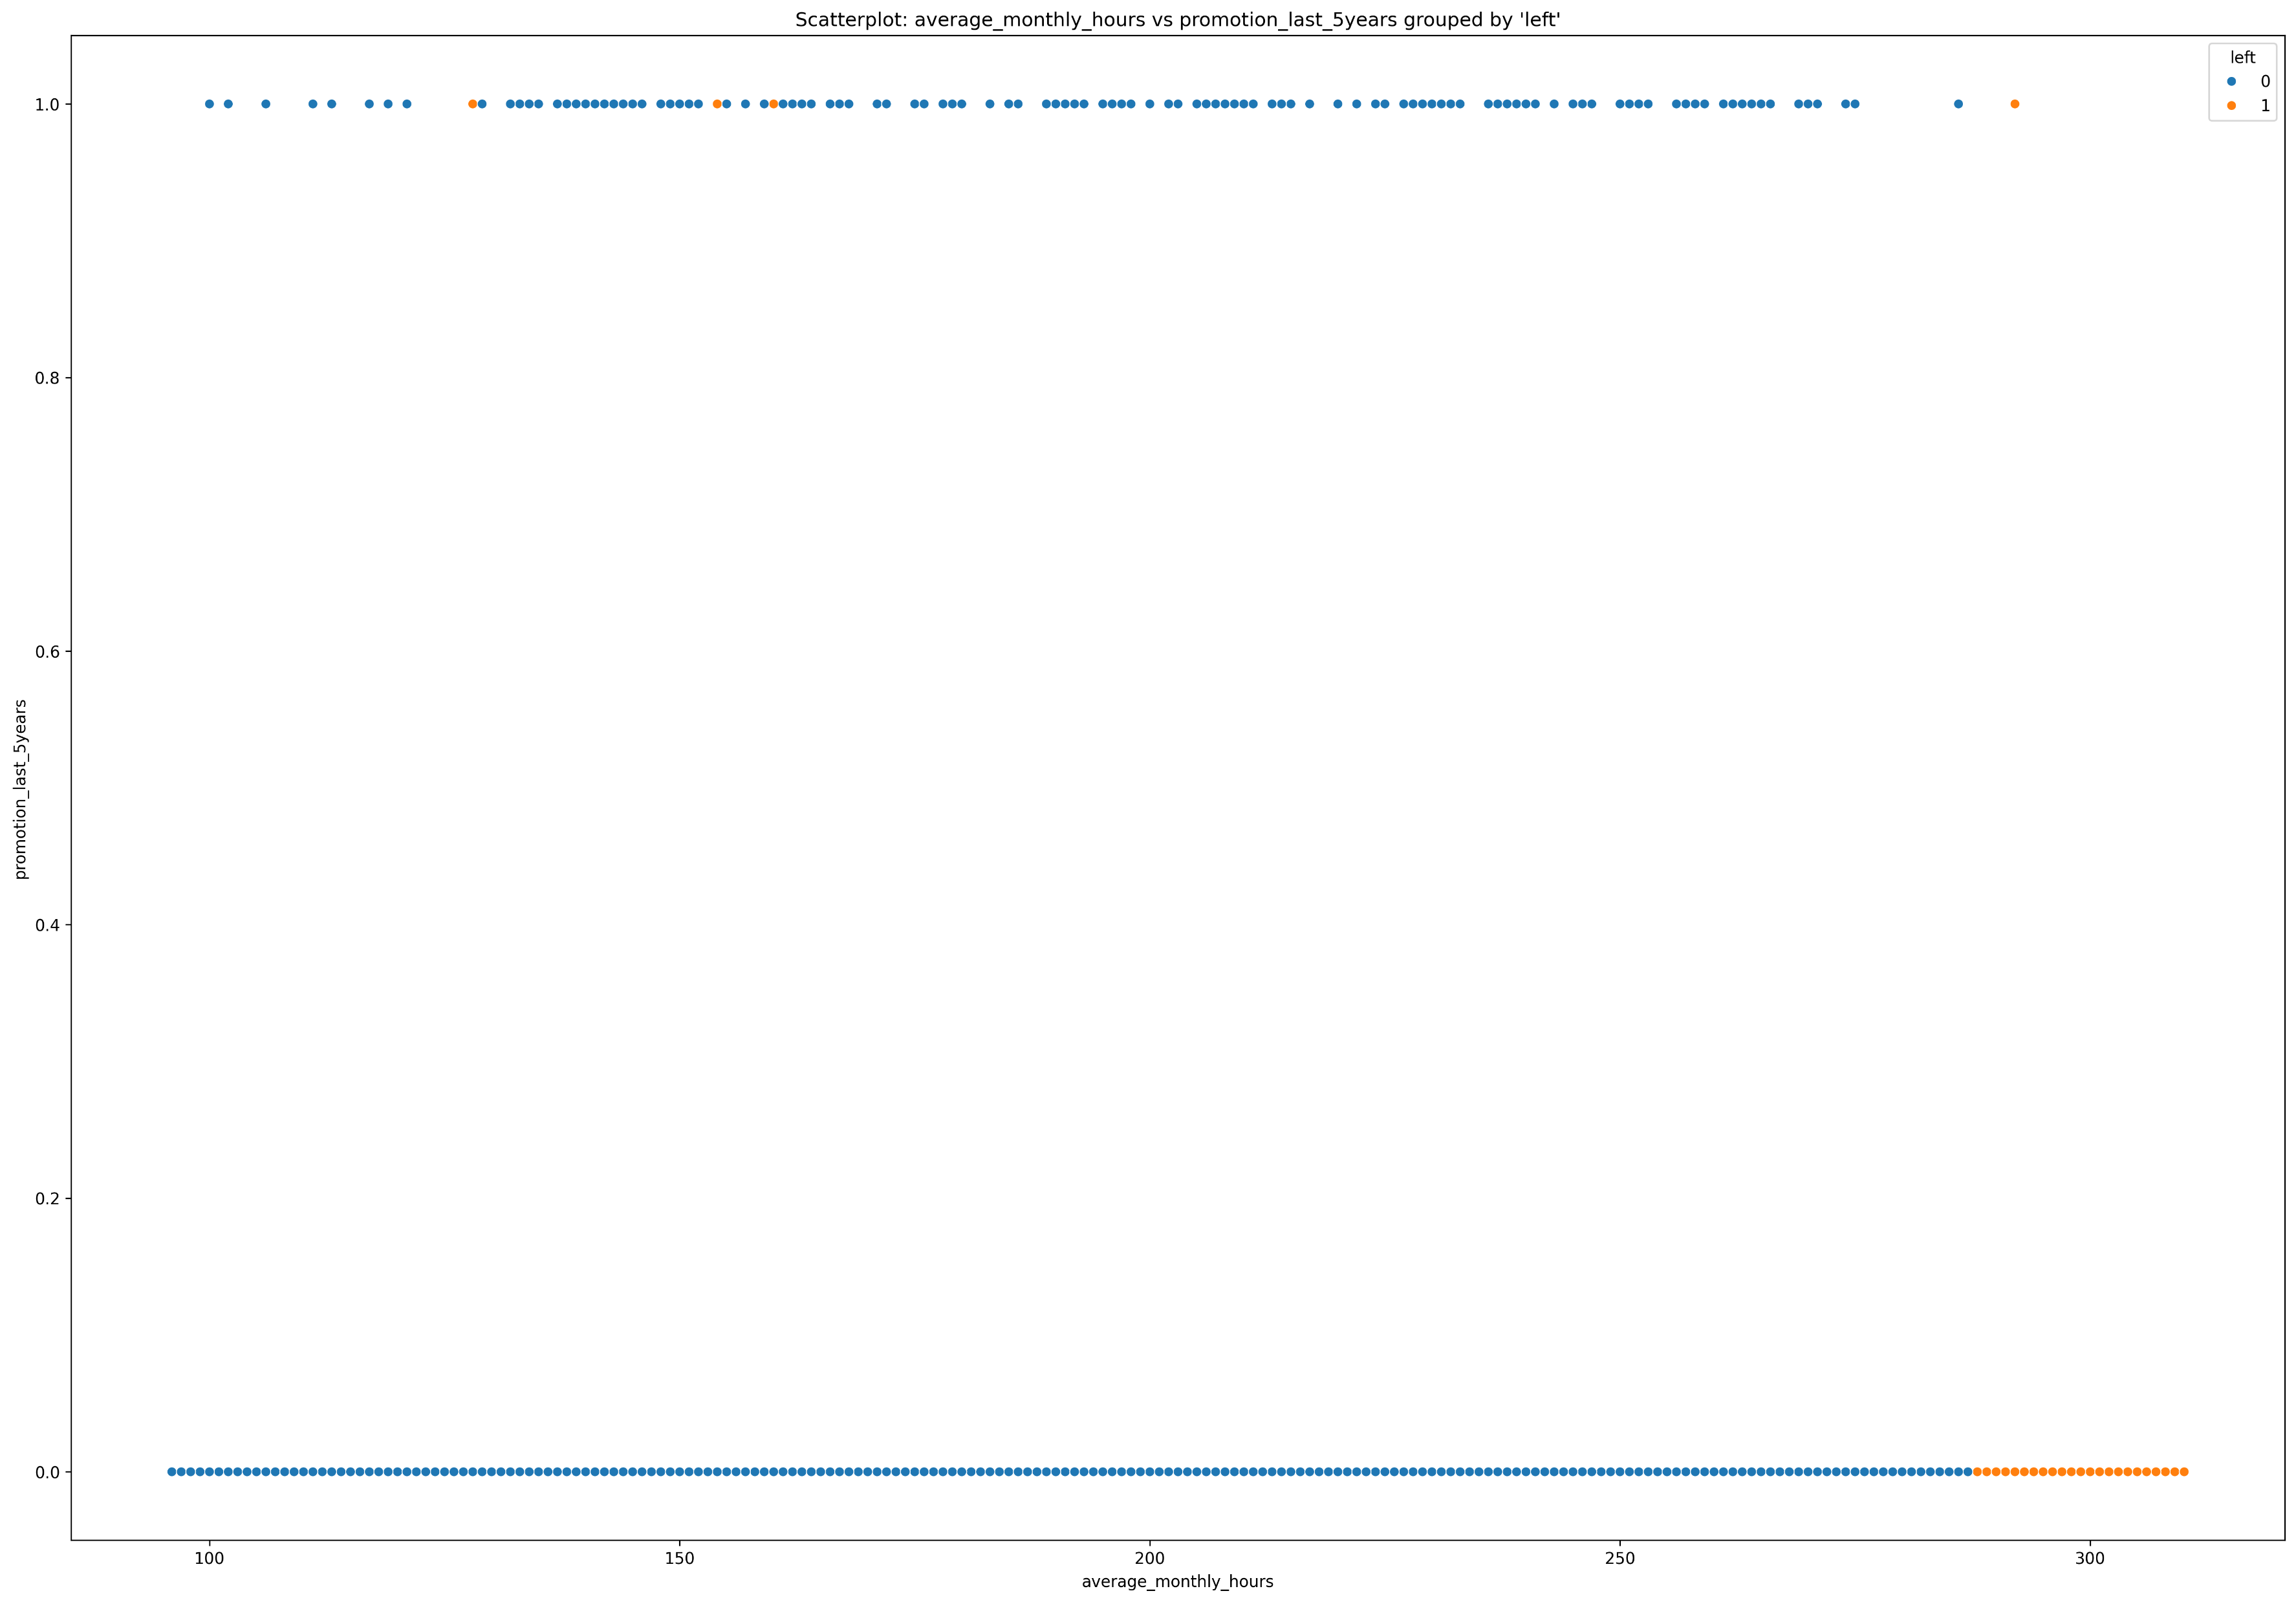 Scatterplot: average_monthly_hours vs promotion_last_5years grouped by 'left'
left
0
1
1.0
0.8
0.6
0.4
0.2
0.0
promotion_last_5years
100 150 200 250 300
average_monthly_hours